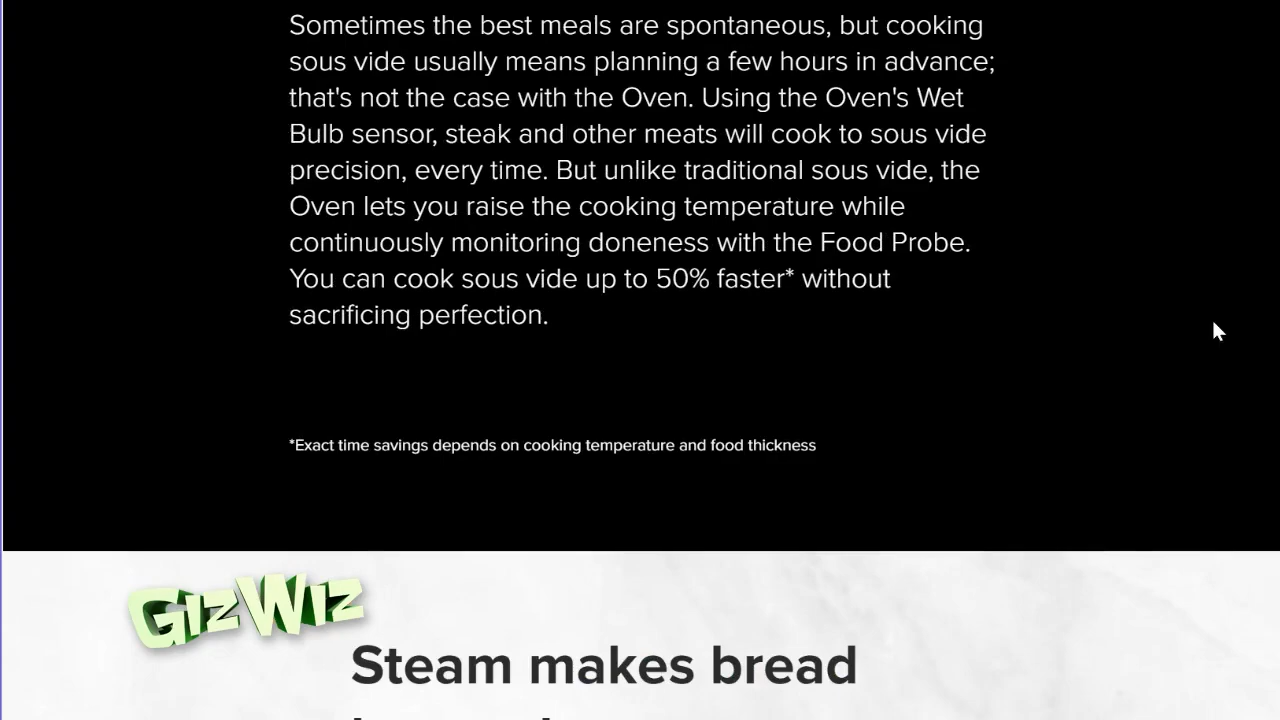 Sometimes the best meals are spontaneous, but cooking
sous vide usually means planning a few hours in advance;
that's not the case with the Oven. Using the Oven's Wet
Bulb sensor, steak and other meats will cook to sous vide
precision, every time. But unlike traditional sous vide, the
Oven lets you raise the cooking temperature while
continuously monitoring doneness with the Food Probe.
You can cook sous vide up to 50% faster* without
sacrificing perfection.
*Exact time savings depends on cooking temperature and food thickness
GIZWIZ
Steam makes bread